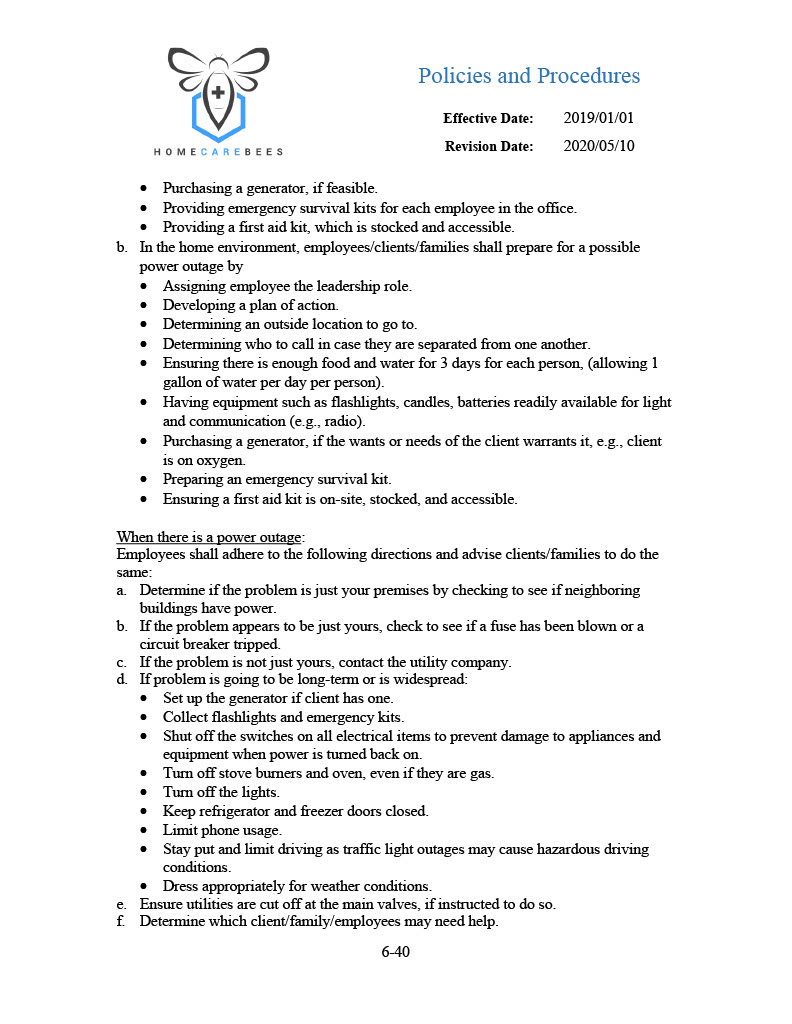 Policies and Procedures
Effective Date: 2019/01/01
Revision Date: 2020/05/10
HOMECAREBEES
• Purchasing a generator, if feasible.
• Providing emergency survival kits for each employee in the office.
• Providing a first aid kit, which is stocked and accessible.
b. In the home environment, employees/clients/families shall prepare for a possible
power outage by
• Assigning employee the leadership role.
• Developing a plan of action.
• Determining an outside location to go to.
• Determining who to call in case they are separated from one another.
• Ensuring there is enough food and water for 3 days for each person, (allowing 1
gallon of water per day per person).
• Having equipment such as flashlights, candles, batteries readily available for light
and communication (e.g., radio).
• Purchasing a generator, if the wants or needs of the client warrants it, e.g., client
is on oxygen.
• Preparing an emergency survival kit.
• Ensuring a first aid kit is on-site, stocked, and accessible.
When there is a power outage:
Employees shall adhere to the following directions and advise clients/families to do the
same:
a. Determine if the problem is just your premises by checking to see if neighboring
buildings have power.
b. If the problem appears to be just yours, check to see if a fuse has been blown or a
circuit breaker tripped.
c. If the problem is not just yours, contact the utility company.
d. If problem is going to be long-term or is widespread:
• Set up the generator if client has one.
• Collect flashlights and emergency kits.
• Shut off the switches on all electrical items to prevent damage to appliances and
equipment when power is turned back on.
• Turn off stove burners and oven, even if they are gas.
• Turn off the lights.
• Keep refrigerator and freezer doors closed.
• Limit phone usage.
• Stay put and limit driving as traffic light outages may cause hazardous driving
conditions.
• Dress appropriately for weather conditions.
e. Ensure utilities are cut off at the main valves, if instructed to do so.
f. Determine which client/family/employees may need help.
6-40